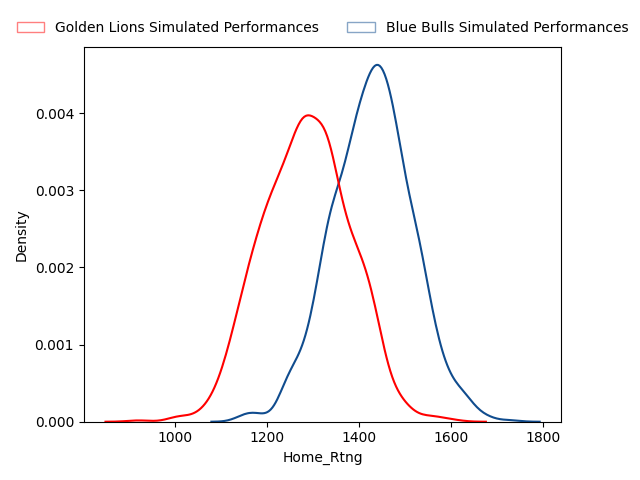 Golden Lions Simulated Performances Blue Bulls Simulated Performances
0.004
0.003
Density
0.002
0.001
0.000
1000 1200 1400 1600 1800
Home_Rtng